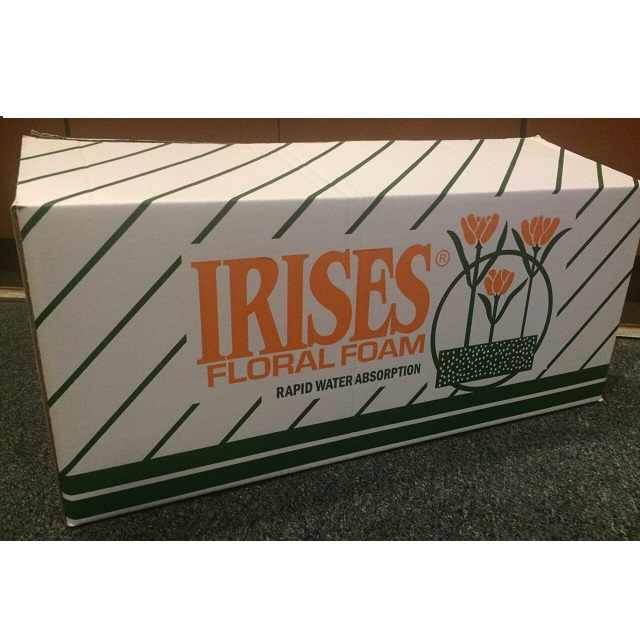 IRISES®
FLORAL FOAM
RAPID WATER ABSORPTION